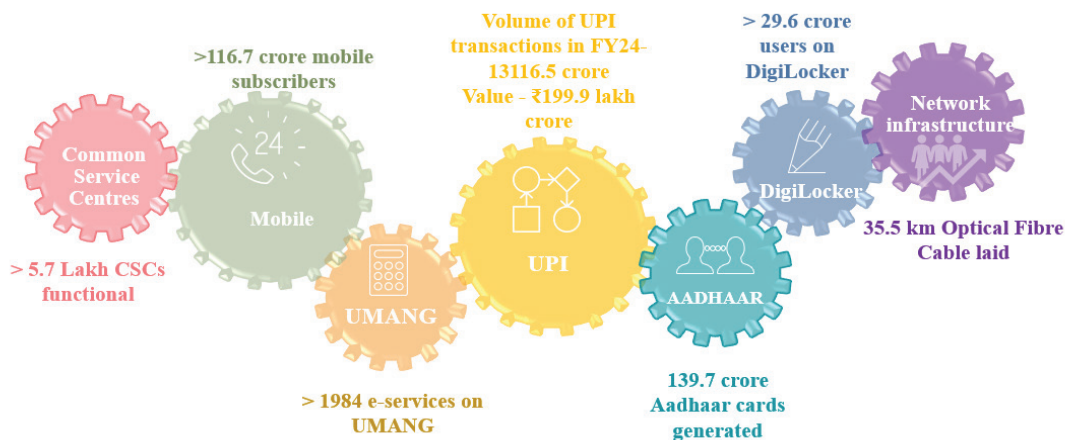 Common
Service
Centres
> 5.7 Lakh CSCs
functional
>116.7 crore mobile
subscribers
24
Mobile
UMANG
> 1984 e-services on
UMANG
Volume of UPI
transactions in FY24-
13116.5 crore
Value - ₹199.9 lakh
crore
UPI
AADHAAR
139.7 crore
Aadhaar cards
generated
> 29.6 crore
users on
DigiLocker
DigiLocker
Network
infrastructure
35.5 km Optical Fibre
Cable laid